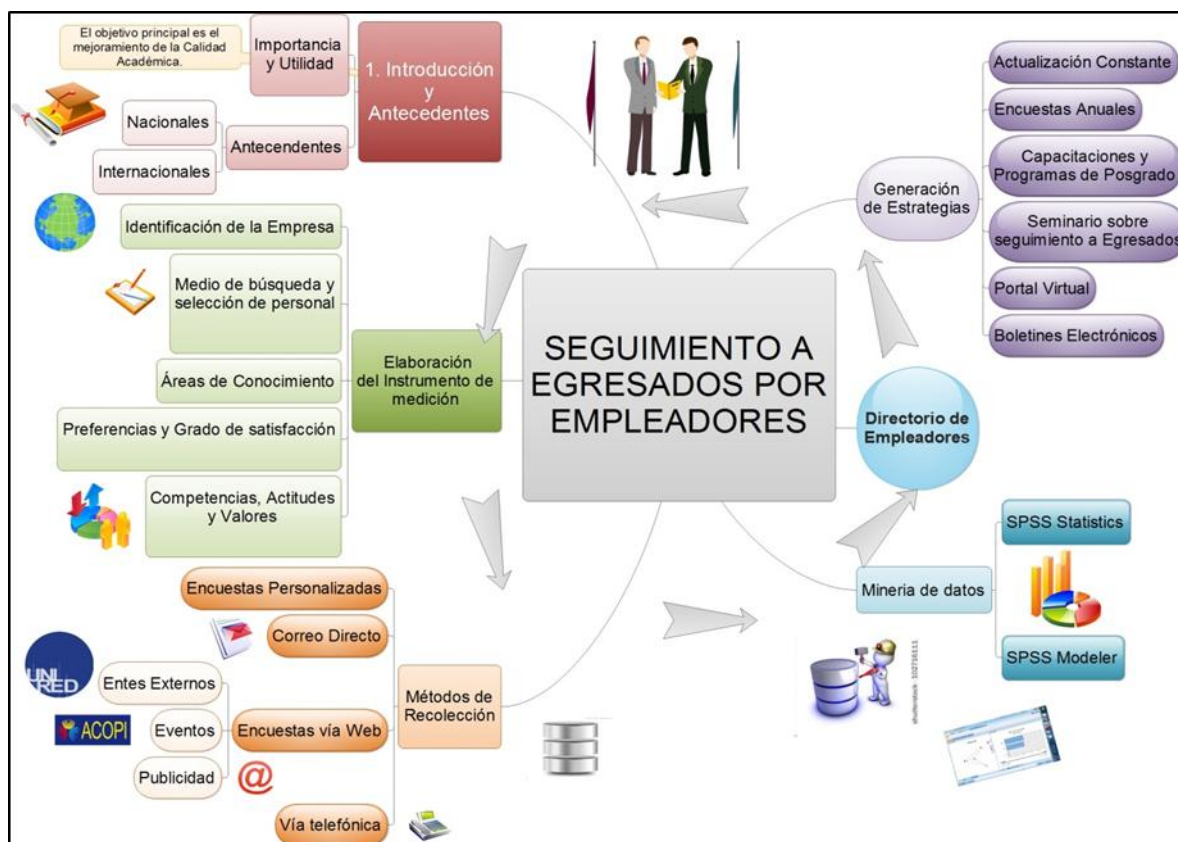 El objetivo principal es el
mejoramiento de la Calidad
Académica.
Importancia
y Utilidad
1. Introducción
y
Antecedentes
Nacionales
Internacionales
Antecendentes
Identificación de la Empresa
Medio de búsqueda y
selección de personal
Áreas de Conocimiento
Preferencias y Grado de satisfacción
Competencias, Actitudes
y Valores
Elaboración
del Instrumento de
medición
SEGUIMIENTO A
EGRESADOS POR
EMPLEADORES
Encuestas Personalizadas
Correo Directo
Entes Externos
Eventos
Publicidad
Encuestas vía Web
Vía telefónica
Métodos de
Recolección
UNI
RED
ACOPI
@
Generación
de Estrategias
Actualización Constante
Encuestas Anuales
Capacitaciones y
Programas de Posgrado
Seminario sobre
seguimiento a Egresados
Portal Virtual
Boletines Electrónicos
Directorio de
Empleadores
Mineria de datos
SPSS Statistics
SPSS Modeler
shutterstock · 102716111